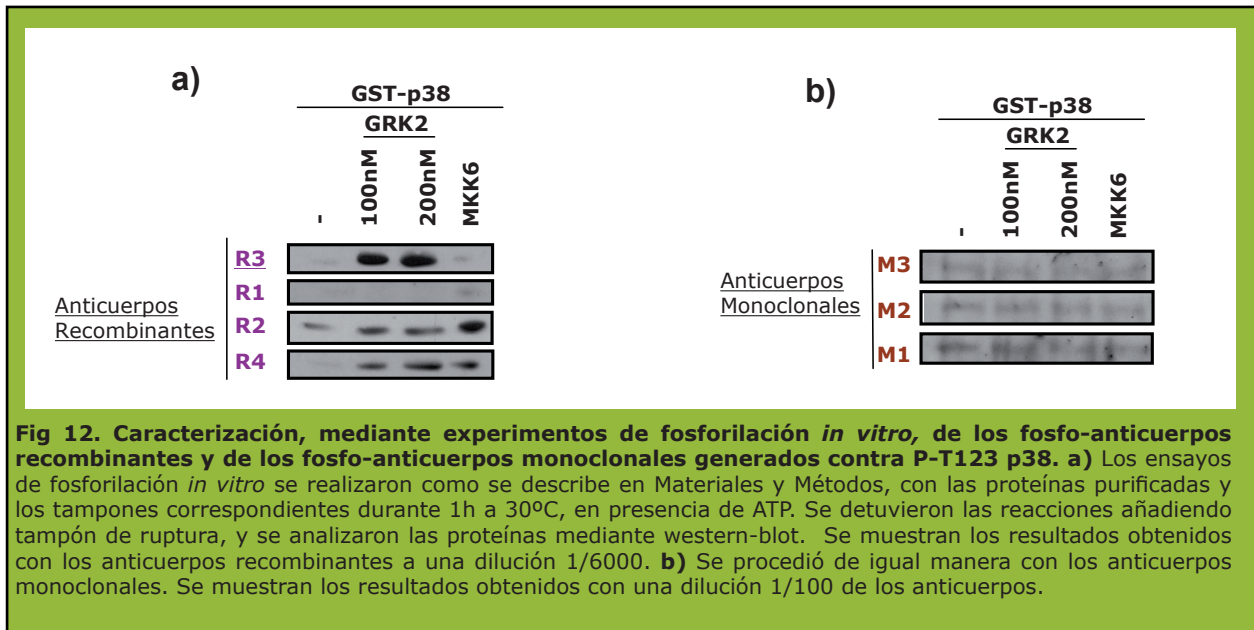 a)
GST-p38
GRK2
-
100nM
200nM
MKK6
Anticuerpos
Recombinantes
R3
R1
R2
R4
b)
GST-p38
GRK2
-
100nM
200nM
MKK6
Anticuerpos
Monoclonales
M3
M2
M1
Fig 12. Caracterización, mediante experimentos de fosforilación in vitro, de los fosfo-anticuerpos
recombinantes y de los fosfo-anticuerpos monoclonales generados contra P-T123 p38. a) Los ensayos
de fosforilación in vitro se realizaron como se describe en Materiales y Métodos, con las proteínas purificadas y
los tampones correspondientes durante 1h a 30ºC, en presencia de ATP. Se detuvieron las reacciones añadiendo
tampón de ruptura, y se analizaron las proteínas mediante western-blot. Se muestran los resultados obtenidos
con los anticuerpos recombinantes a una dilución 1/6000. b) Se procedió de igual manera con los anticuerpos
monoclonales. Se muestran los resultados obtenidos con una dilución 1/100 de los anticuerpos.